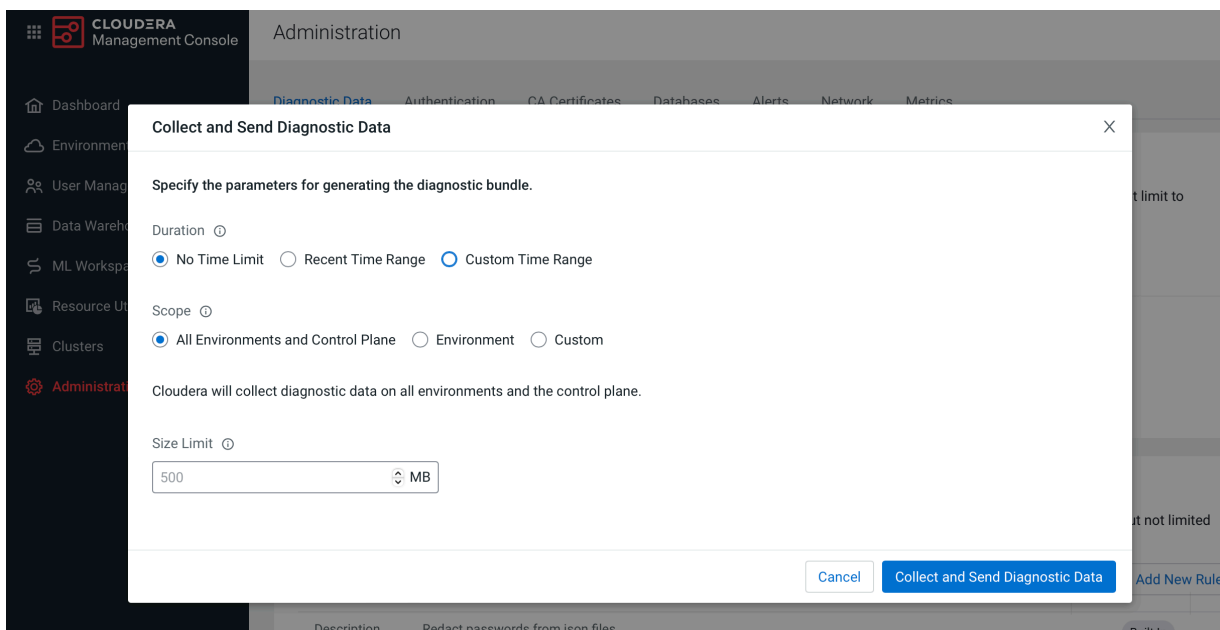 CLOUDERA
Management Console
Administration
Dashboard
Environmen
User Manag
Data Wareho
ML Workspa
Resource Ut
Clusters
Administrati
Diagnostic Data Authentication CA Certificates Databases Alerts Network Metrics
Collect and Send Diagnostic Data
Specify the parameters for generating the diagnostic bundle.
Duration
No Time Limit Recent Time Range Custom Time Range
Scope
All Environments and Control Plane Environment Custom
Cloudera will collect diagnostic data on all environments and the control plane.
Size Limit
500 MB
Cancel Collect and Send Diagnostic Data
t limit to
ut not limited
Add New Rule
Description Redact passwords from json files